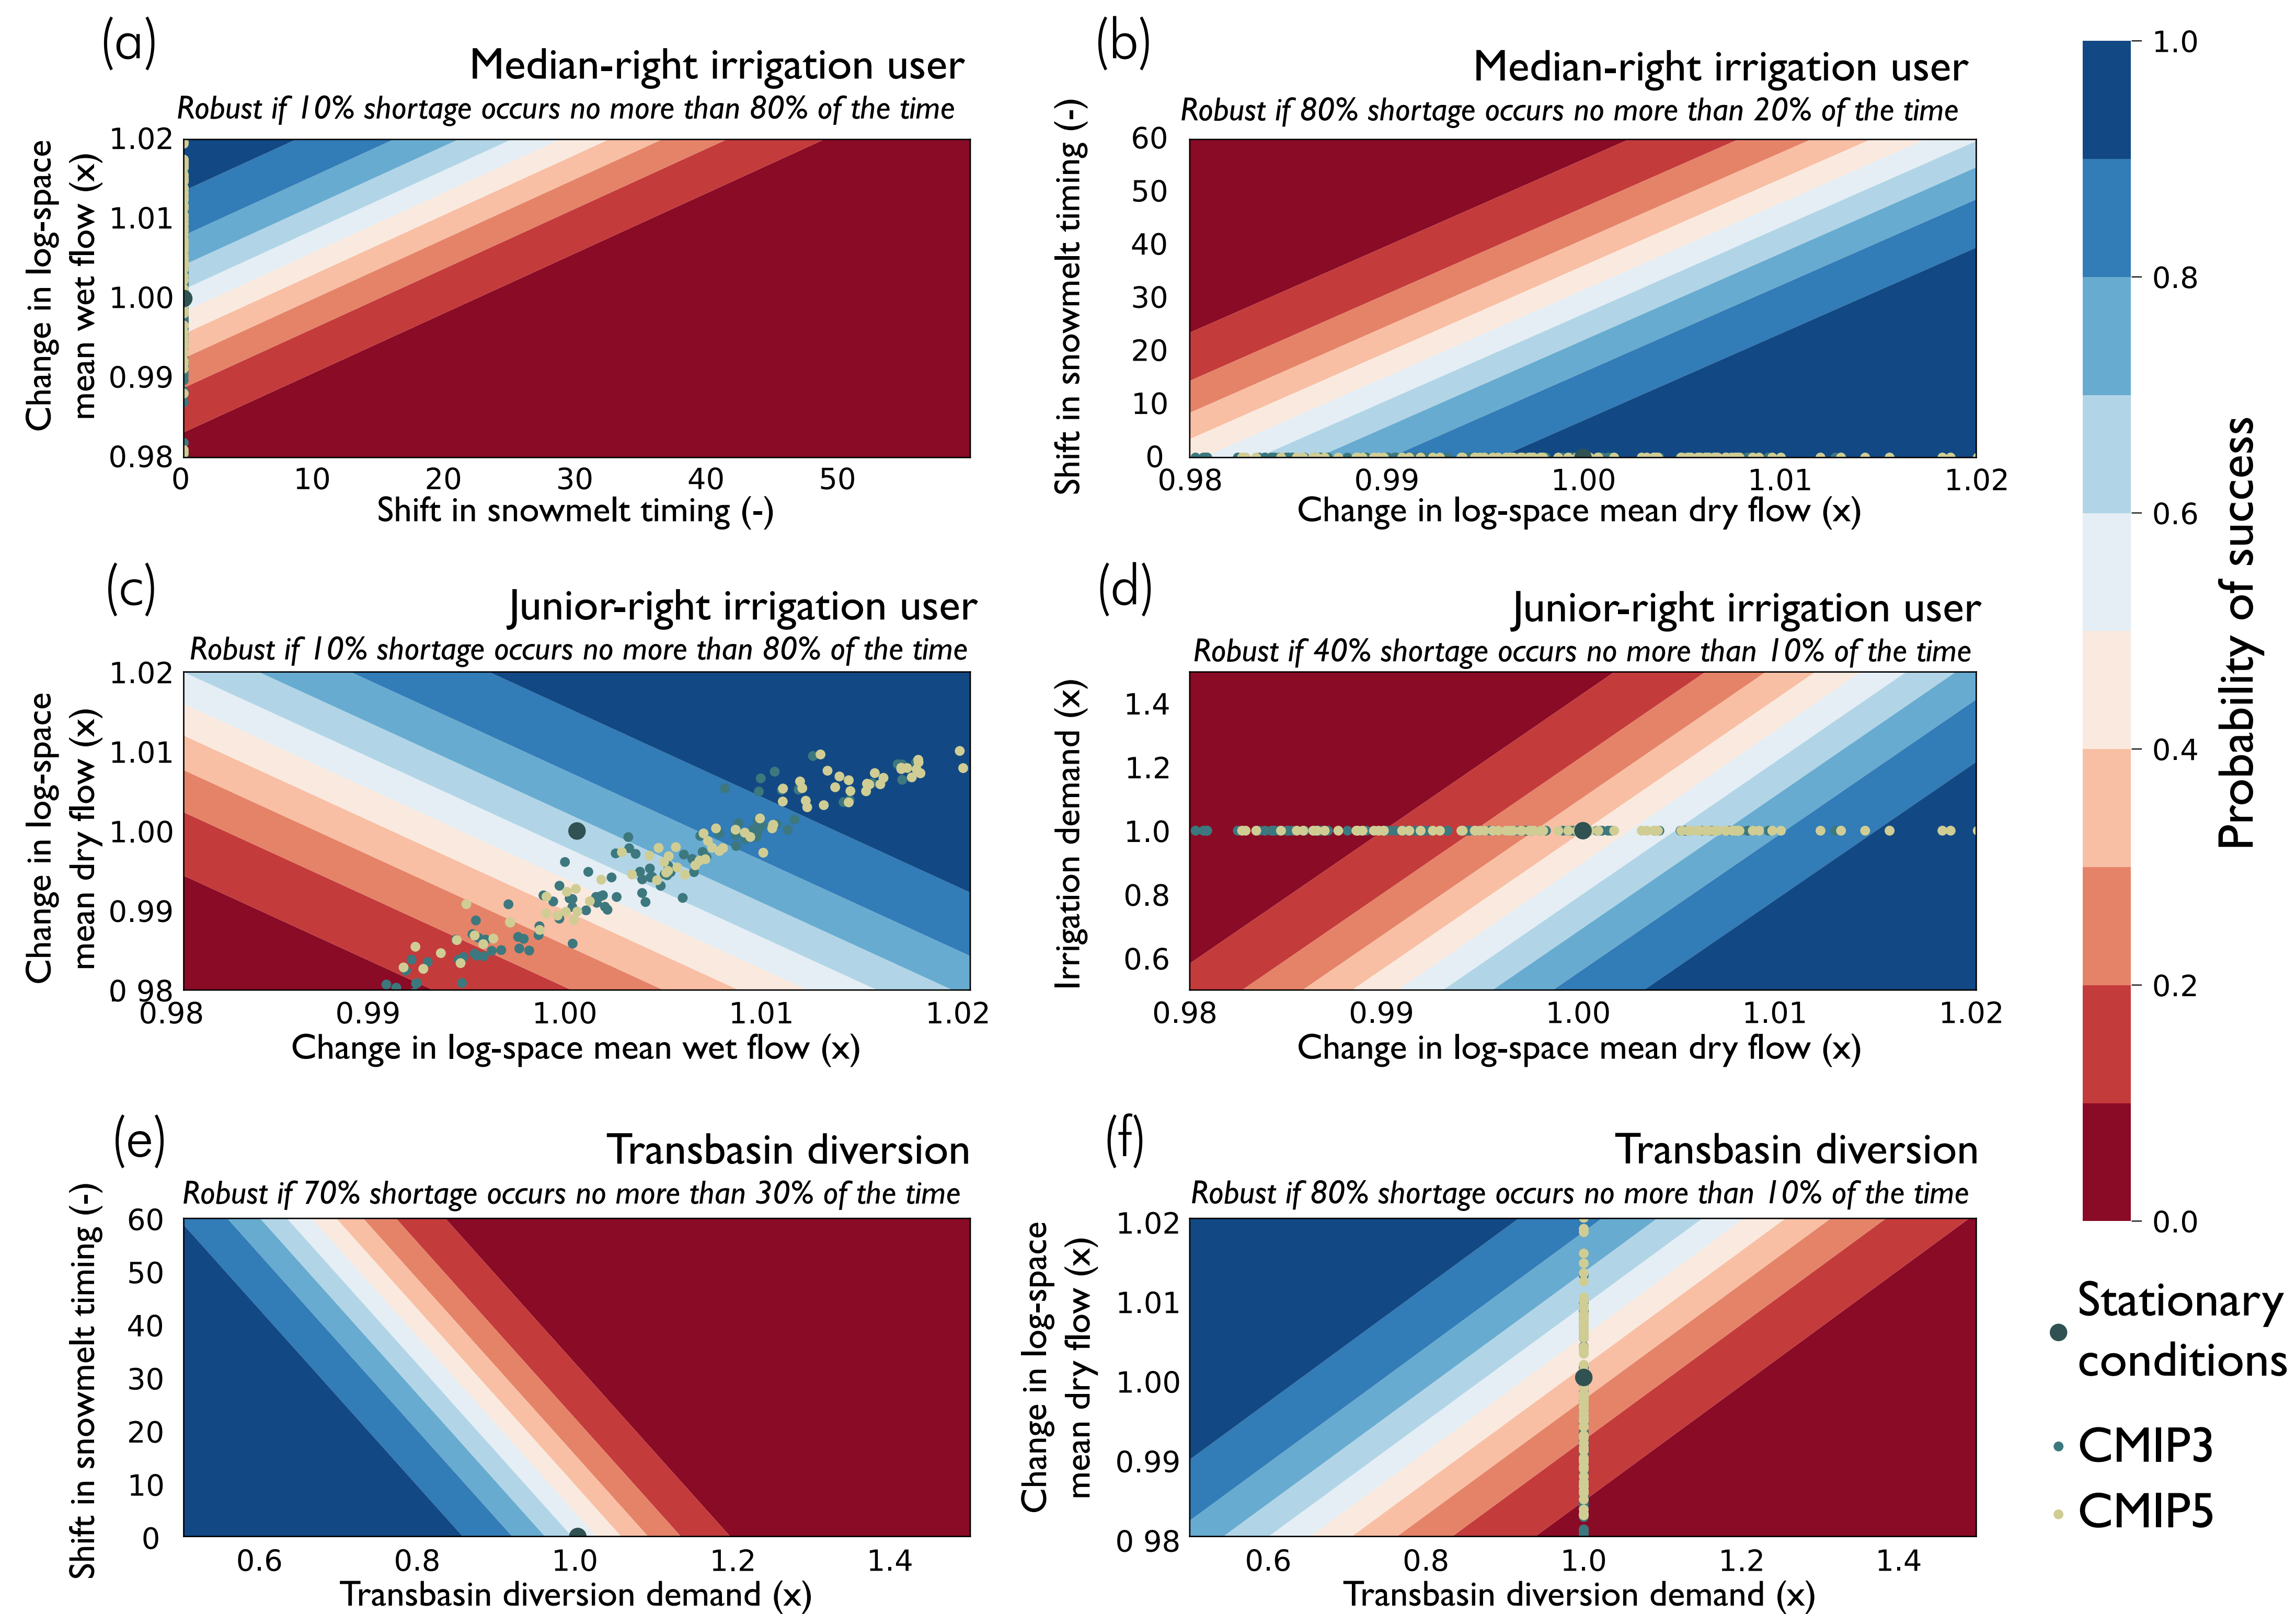 (a)
Median-right irrigation user
Robust if 10% shortage occurs no more than 80% of the time
Change in log-space
mean wet flow (x)
1.02
1.01
1.00
0.99
0.98
0 10 20 30 40 50
Shift in snowmelt timing (-)
(b)
Median-right irrigation user
Robust if 80% shortage occurs no more than 20% of the time
Shift in snowmelt timing (-)
60
50
40
30
20
10
0
0.98 0.99 1.00 1.01 1.02
Change in log-space mean dry flow (x)
(c)
Junior-right irrigation user
Robust if 10% shortage occurs no more than 80% of the time
Change in log-space
mean dry flow (x)
1.02
1.01
1.00
0.99
0 98
0.98 0.99 1.00 1.01 1.02
Change in log-space mean wet flow (x)
(d)
Junior-right irrigation user
Robust if 40% shortage occurs no more than 10% of the time
Irrigation demand (x)
1.4
1.2
1.0
0.8
0.6
0.98 0.99 1.00 1.01 1.02
Change in log-space mean dry flow (x)
(e)
Transbasin diversion
Robust if 70% shortage occurs no more than 30% of the time
Shift in snowmelt timing (-)
60
50
40
30
20
10
0
0.6 0.8 1.0 1.2 1.4
Transbasin diversion demand (x)
(f)
Transbasin diversion
Robust if 80% shortage occurs no more than 10% of the time
Change in log-space
mean dry flow (x)
1.02
1.01
1.00
0.99
0 98
0.6 0.8 1.0 1.2 1.4
Transbasin diversion demand (x)
1.0
0.8
0.6
0.4
0.2
0.0
Probability of success
Stationary
conditions
CMIP3
CMIP5